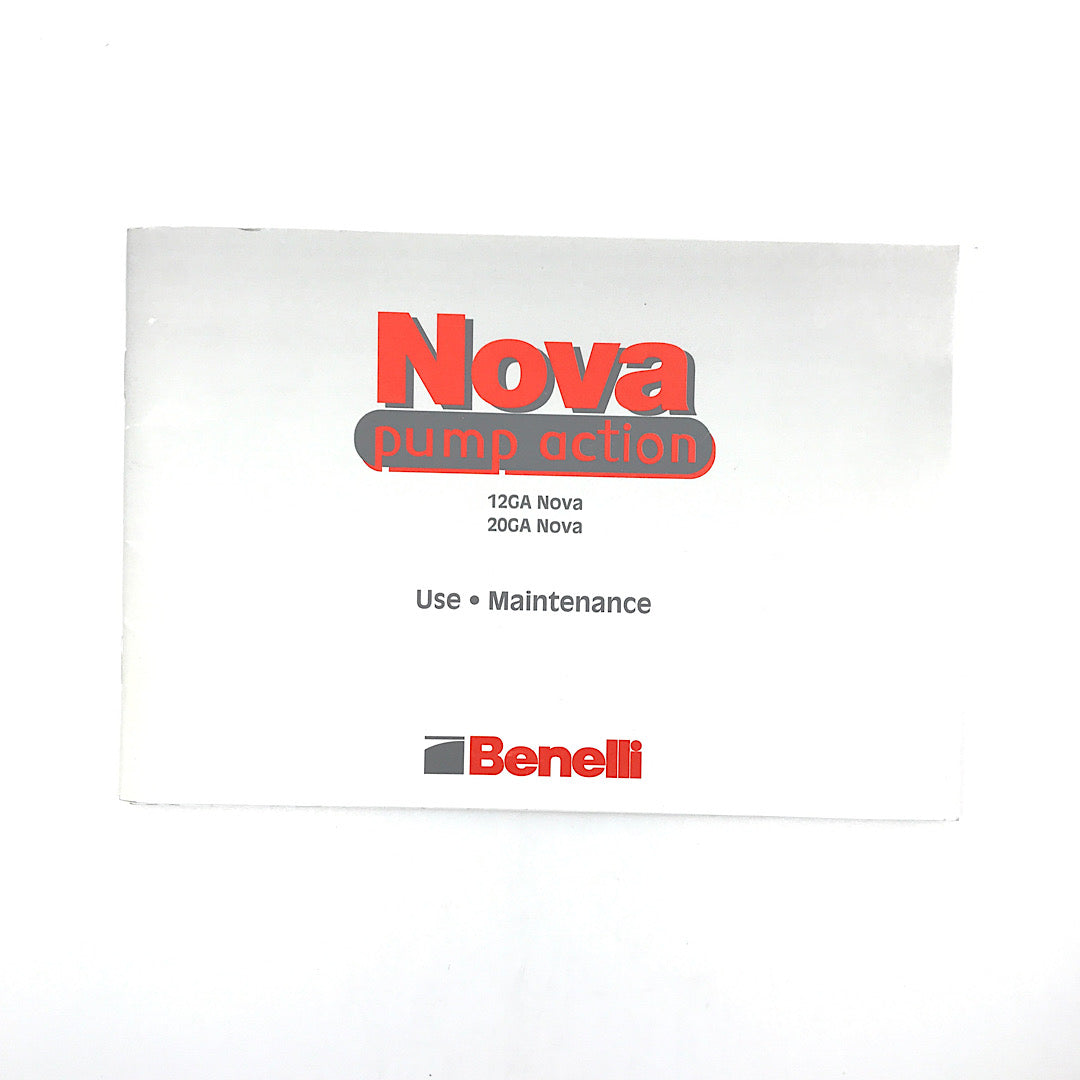 Nova
pump action
12GA Nova
20GA Nova
Use • Maintenance
Benelli